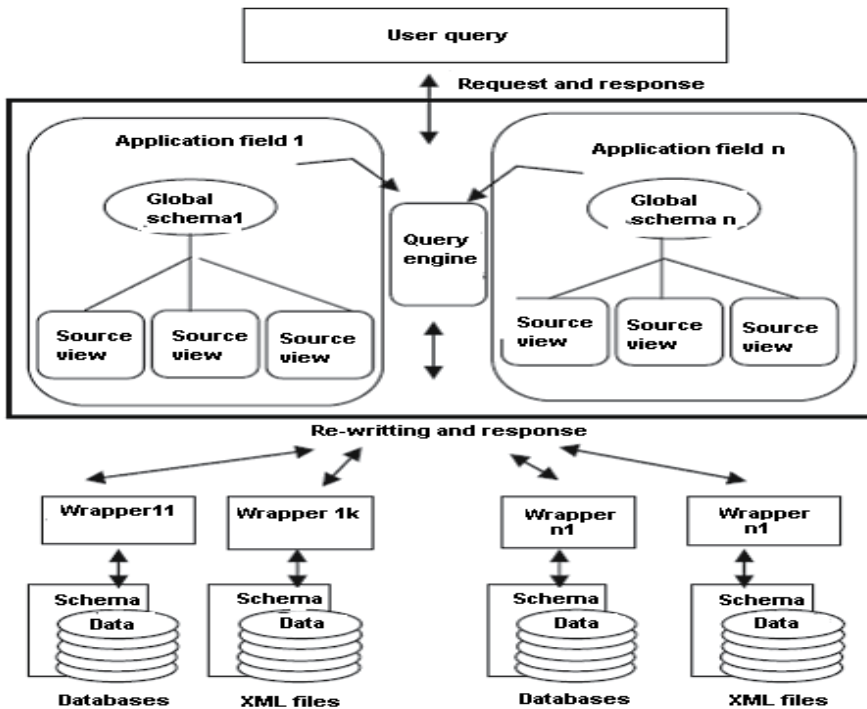 User query
Request and response
Application field 1
Application field n
Global
schema1
Global
schema n
Query
engine
Source
view
Source
view
Source
view
Source
view
Source
view
Source
view
Re-writting and response
Wrapper11
Wrapper 1k
Wrapper
n1
Wrapper
n1
Schema
Data
Schema
Data
Schema
Data
Schema
Data
Databases
XML files
Databases
XML files